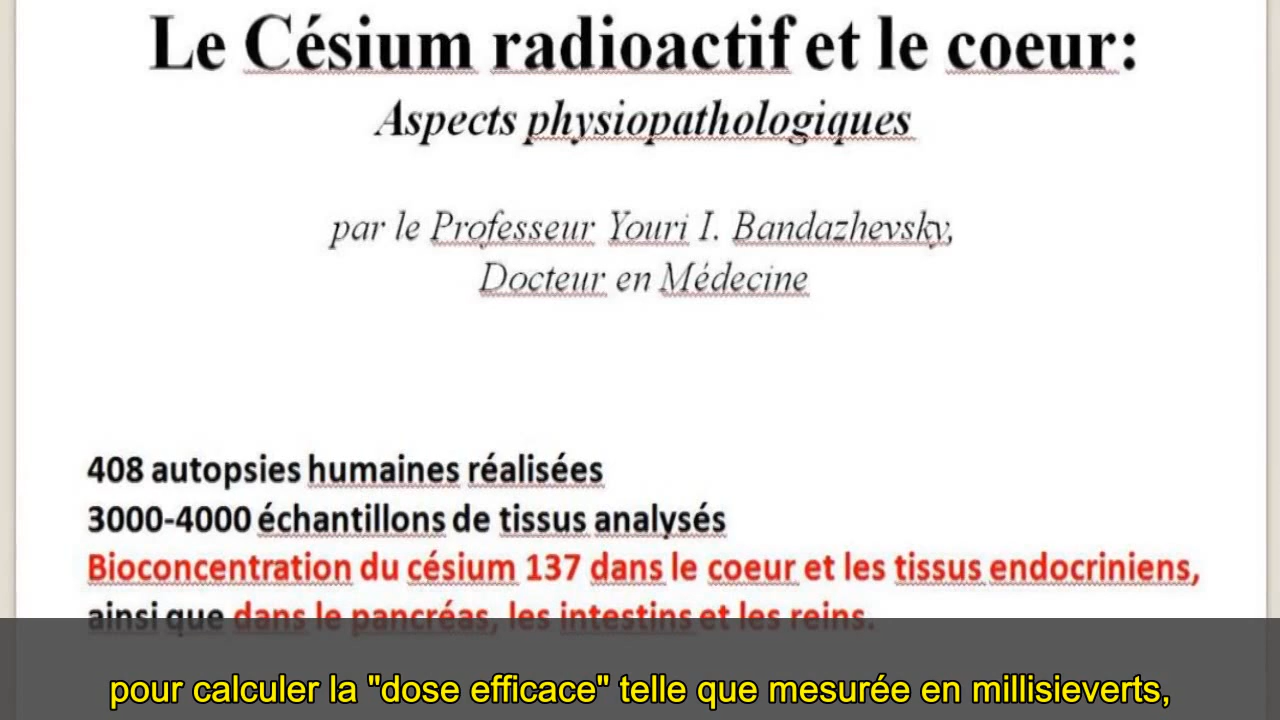 Le Césium radioactif et le coeur:
Aspects physiopathologiques
par le Professeur Youri I. Bandazhevsky,
Docteur en Médecine
408 autopsies humaines réalisées
3000-4000 échantillons de tissus analysés
Bioconcentration du césium 137 dans le coeur et les tissus endocriniens,
ainsi que dans le pancréas, les intestins et les reins.
pour calculer la "dose efficace" telle que mesurée en millisieverts,